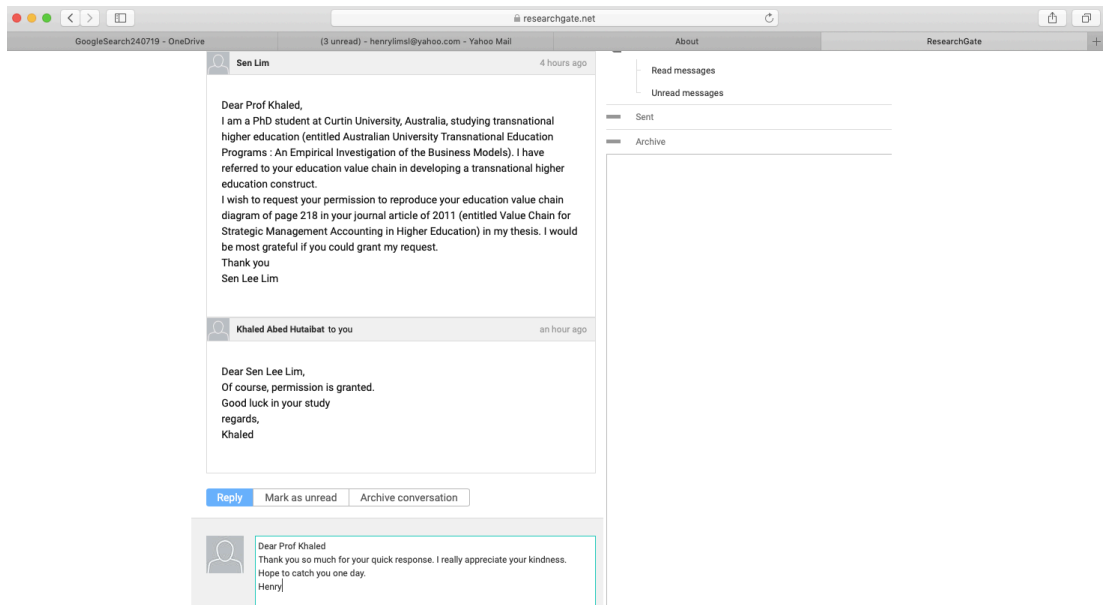 researchgate.net
GoogleSearch240719 - OneDrive
(3 unread) - henrylimsl@yahoo.com - Yahoo Mail
About
ResearchGate
Sen Lim
4 hours ago
Dear Prof Khaled,
I am a PhD student at Curtin University, Australia, studying transnational
higher education (entitled Australian University Transnational Education
Programs : An Empirical Investigation of the Business Models). I have
referred to your education value chain in developing a transnational higher
education construct.
I wish to request your permission to reproduce your education value chain
diagram of page 218 in your journal article of 2011 (entitled Value Chain for
Strategic Management Accounting in Higher Education) in my thesis. I would
be most grateful if you could grant my request.
Thank you
Sen Lee Lim
Khaled Abed Hutaibat to you
an hour ago
Dear Sen Lee Lim,
Of course, permission is granted.
Good luck in your study
regards,
Khaled
Reply
Mark as unread
Archive conversation
Dear Prof Khaled
Thank you so much for your quick response. I really appreciate your kindness.
Hope to catch you one day.
Henry
Read messages
Unread messages
Sent
Archive